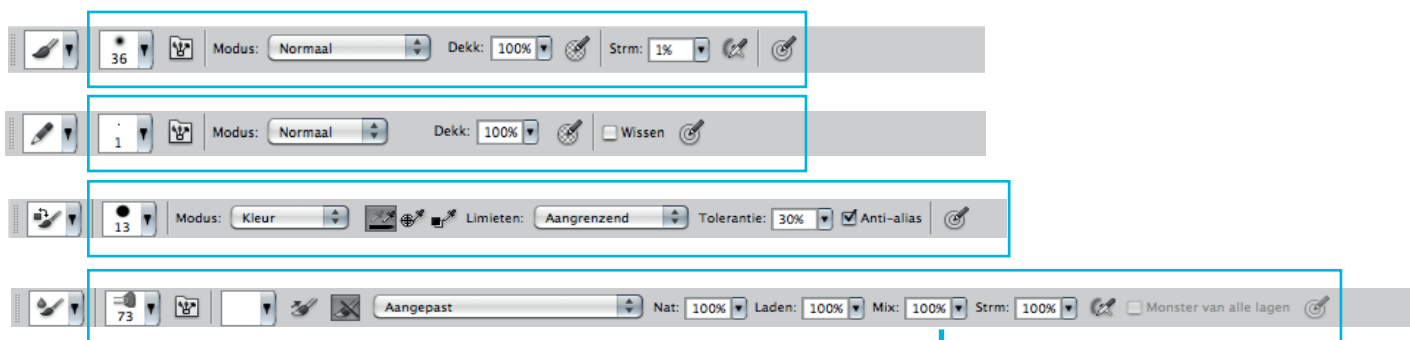 36 Modus: Normaal Dekk: 100% Strm: 1%
1 Modus: Normaal Dekk: 100% Wissen
13 Modus: Kleur Limieten: Aangrenzend Tolerantie: 30% Anti-alias
73 Aangepast Nat: 100% Laden: 100% Mix: 100% Strm: 100% Monster van alle lagen